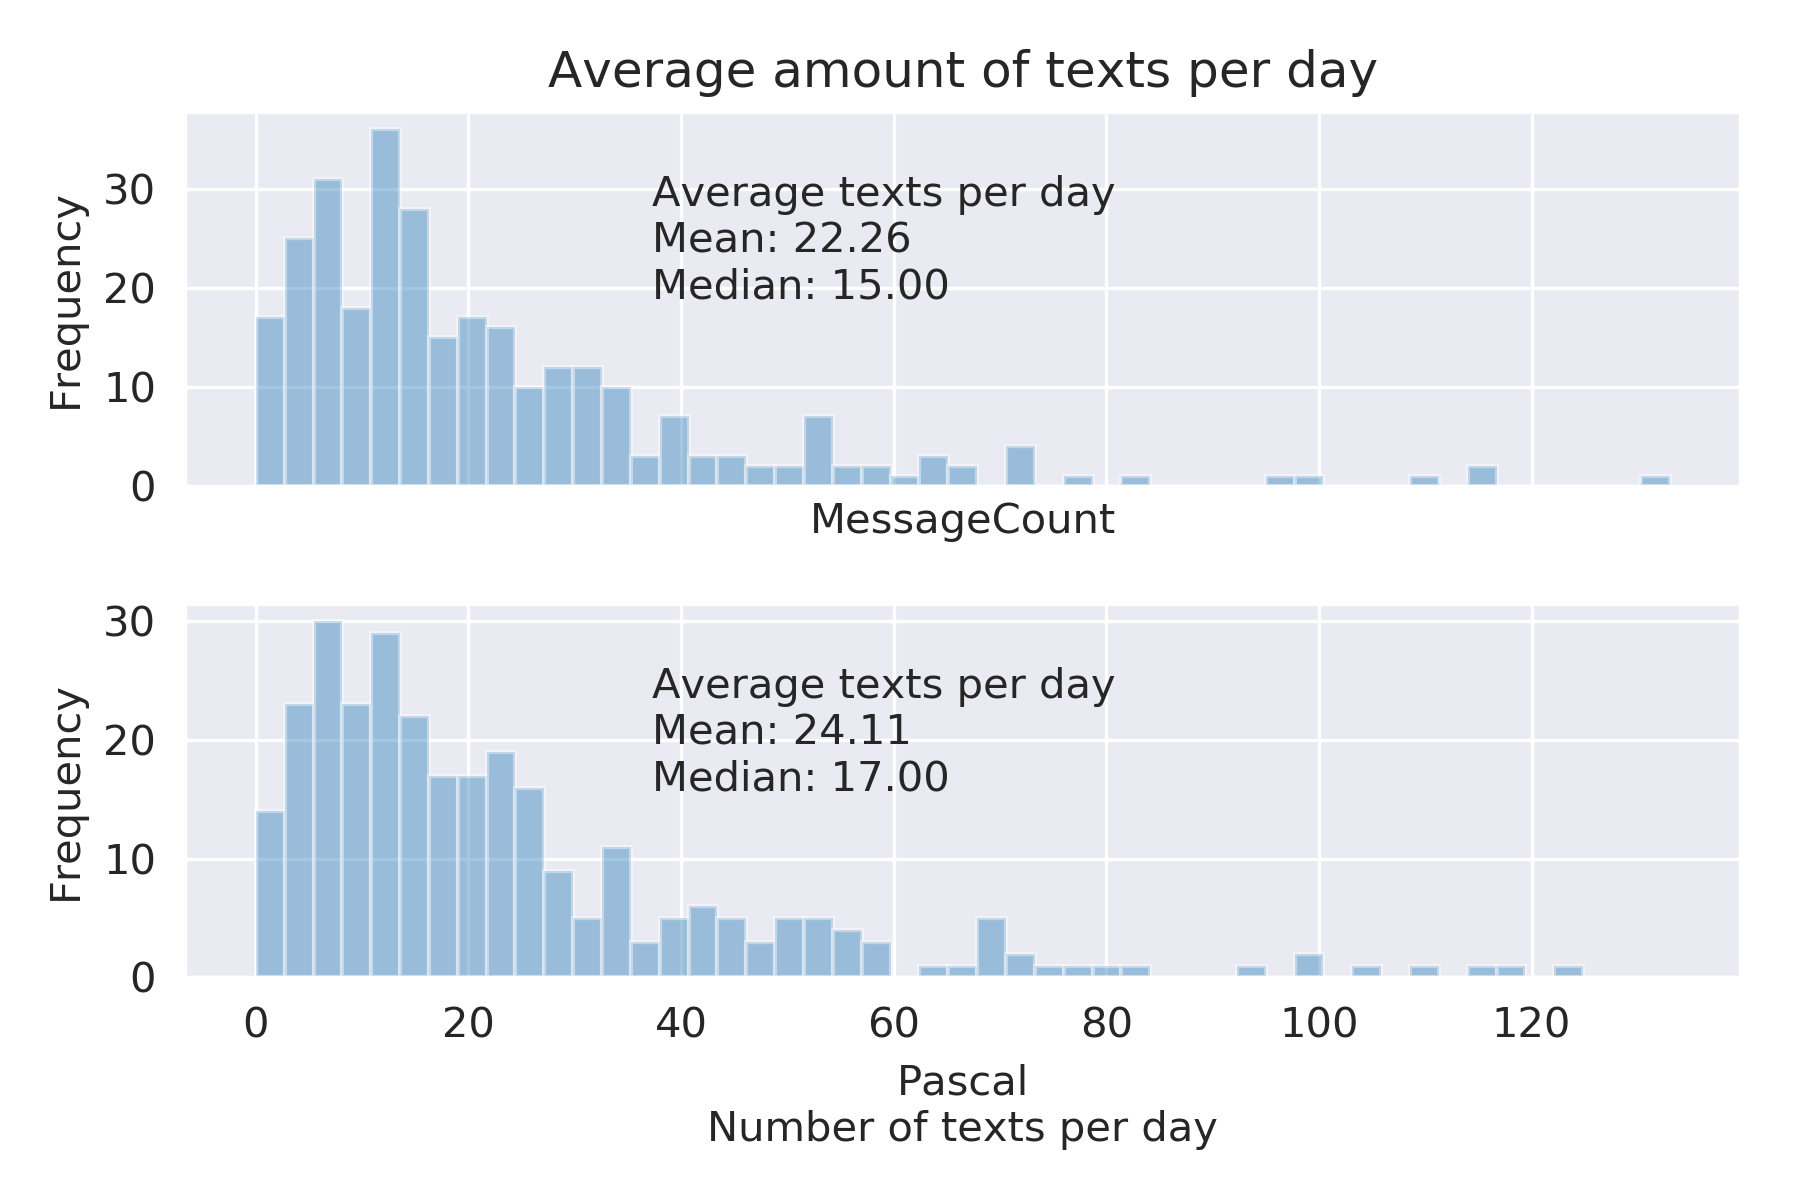 Average amount of texts per day
Frequency
30
20
10
0
Average texts per day
Mean: 22.26
Median: 15.00
MessageCount
Frequency
30
20
10
0
Average texts per day
Mean: 24.11
Median: 17.00
0 20 40 60 80 100 120
Pascal
Number of texts per day